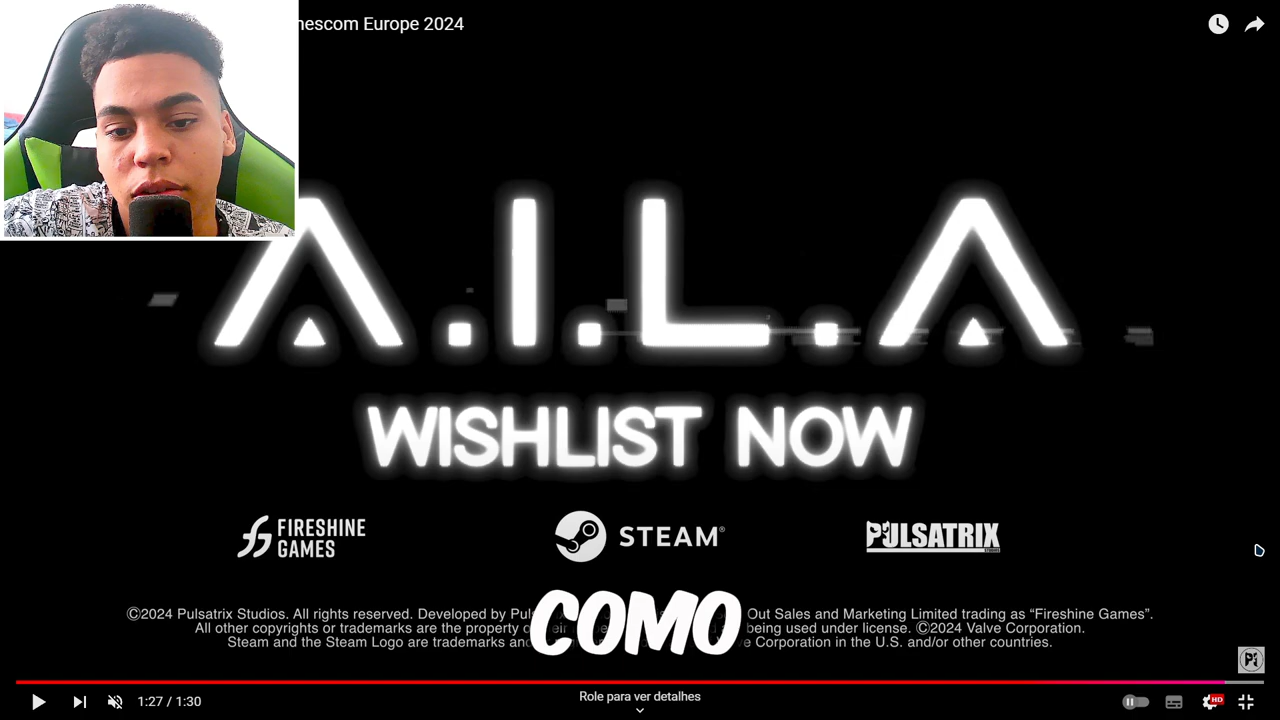 nescom Europe 2024
A.I.L.A
WISHLIST NOW
FIRESHINE GAMES
STEAM®
PULSATRIX STUDIOS
COMO
©2024 Pulsatrix Studios. All rights reserved. Developed by Out Sales and Marketing Limited trading as “Fireshine Games”.
All other copyrights or trademarks are the property being used under license. ©2024 Valve Corporation.
Steam and the Steam Logo are trademarks Corporation in the U.S. and/or other countries.
1:27 / 1:30
Role para ver detalhes
HD